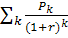 ∑ₖ Pₖ/(1+r)ᵏ